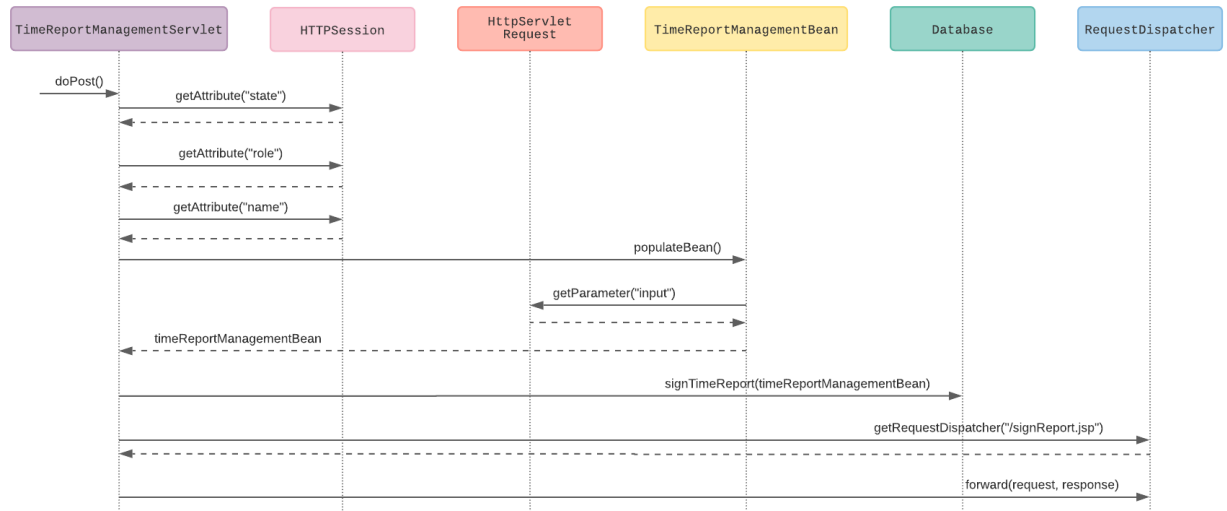 TimeReportManagementServlet
HTTPSession
HttpServlet
Request
TimeReportManagementBean
Database
RequestDispatcher
doPost()
getAttribute("state")
getAttribute("role")
getAttribute("name")
populateBean()
getParameter("input")
timeReportManagementBean
signTimeReport(timeReportManagementBean)
getRequestDispatcher("/signReport.jsp")
forward(request, response)